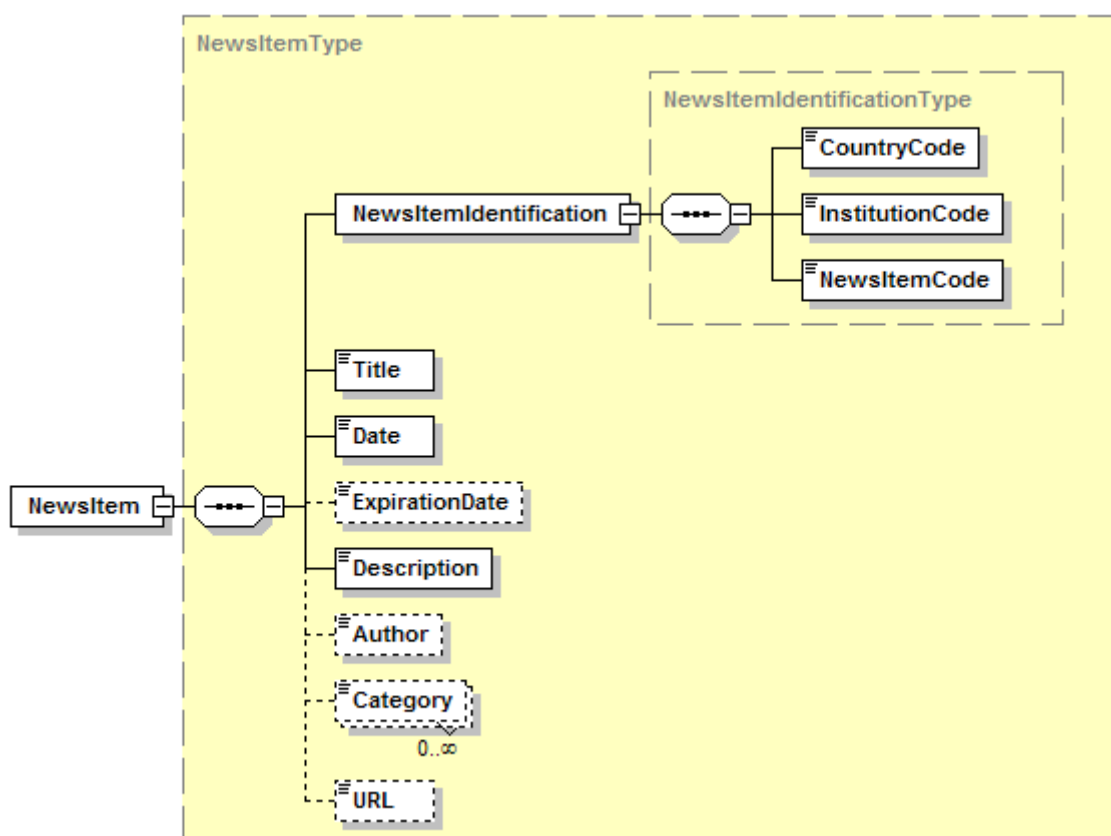 NewsItemType
NewsItemIdentificationType
CountryCode
NewsItemIdentification
InstitutionCode
NewsItemCode
Title
Date
NewsItem
ExpirationDate
Description
Author
Category
0..∞
URL